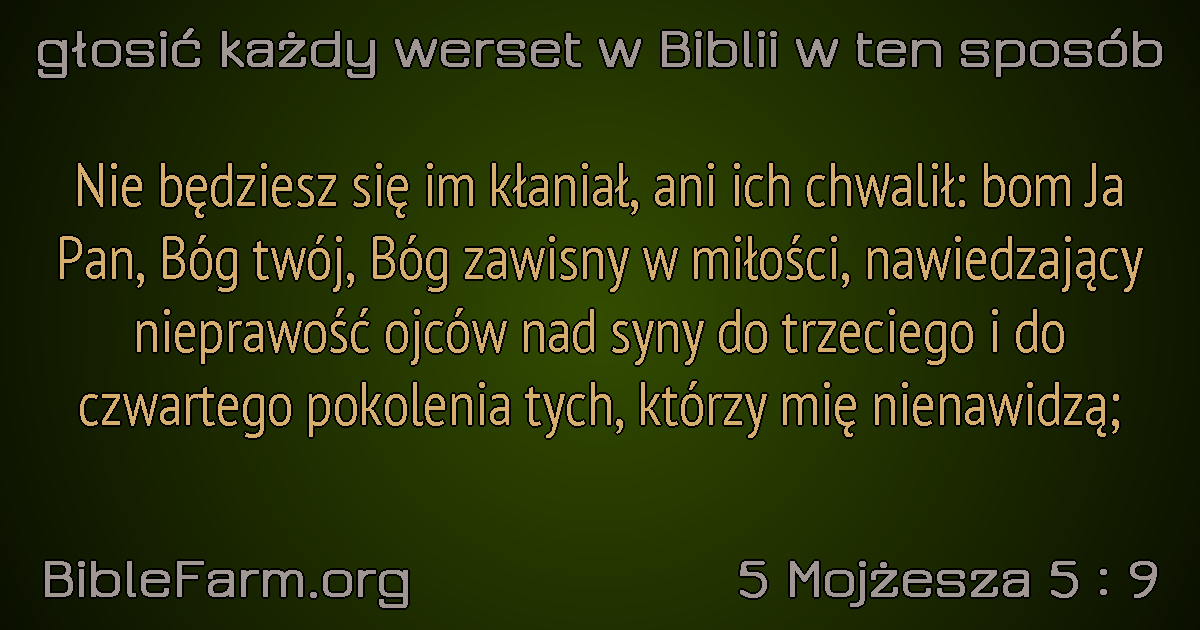 głosić każdy werset w Biblii w ten sposób
Nie będziesz się im kłaniał, ani ich chwalił: bom Ja
Pan, Bóg twój, Bóg zawisny w miłości, nawiedzający
nieprawość ojców nad syny do trzeciego i do
czwartego pokolenia tych, którzy mię nienawidzą;
BibleFarm.org
5 Mojżesza 5 : 9